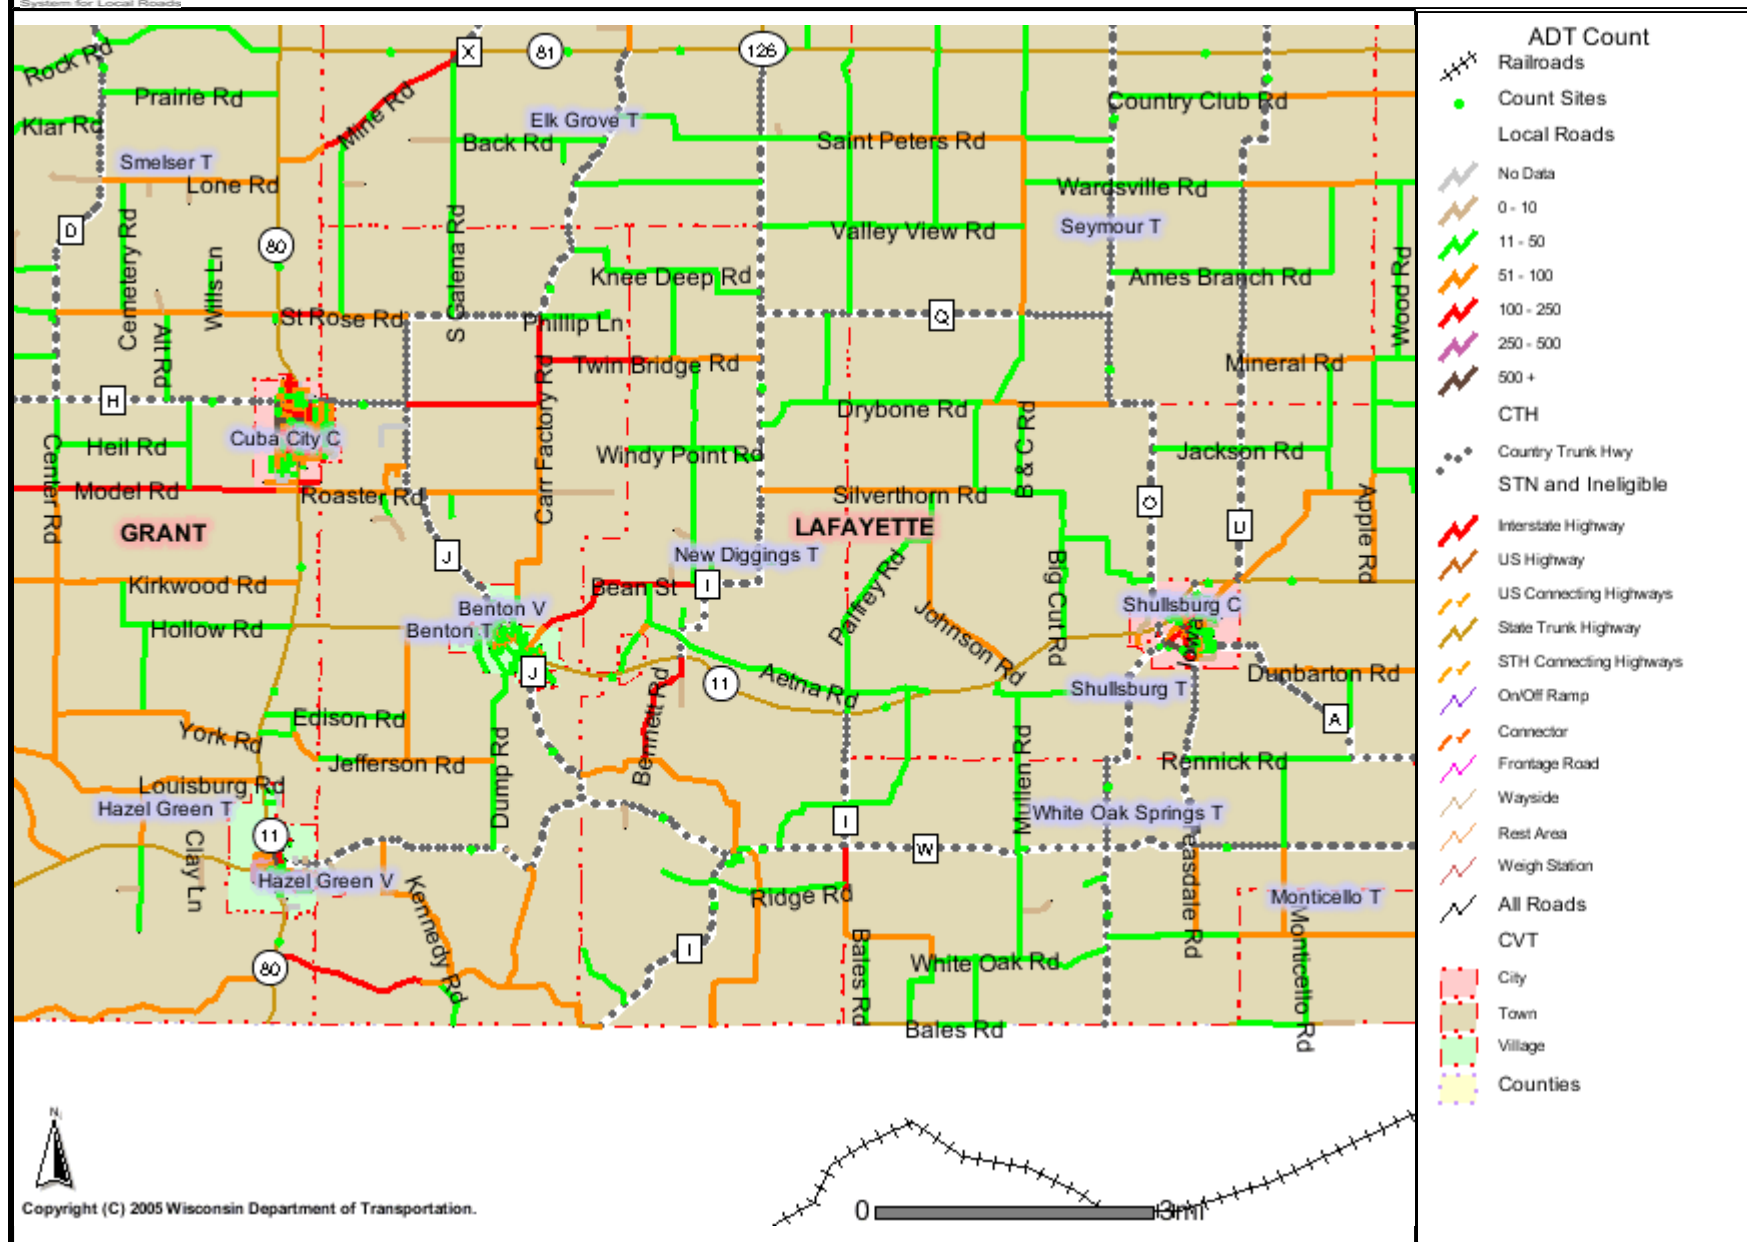 System for Local Roads
Rock Rd
Prairie Rd
Klar Rd
Smelser T
Lone Rd
Mine Rd
X
81
126
Elk Grove T
Back Rd
Saint Peters Rd
Country Club Rd
Wardsville Rd
Seymour T
Valley View Rd
Ames Branch Rd
Wood Rd
D
80
Cemetery Rd
Wills Ln
Alt Rd
St Rose Rd
S Galena Rd
Knee Deep Rd
Phillip Ln
Q
Twin Bridge Rd
Mineral Rd
H
Cuba City C
Heil Rd
Center Rd
Model Rd
Roaster Rd
Carr Factory Rd
Windy Point Rd
Drybone Rd
B & C Rd
Jackson Rd
Silverthorn Rd
O
U
Apple Rd
GRANT
LAFAYETTE
J
New Diggings T
I
Bean St
Kirkwood Rd
Hollow Rd
Benton V
Benton T
J
Palfrey Rd
Johnson Rd
Big Cut Rd
Shullsburg C
Shullsburg T
Dunbarton Rd
A
11
Aetna Rd
Bennett Rd
Edison Rd
York Rd
Jefferson Rd
Dump Rd
Louisburg Rd
Hazel Green T
11
Clay Ln
Hazel Green V
Kennedy Rd
80
I
Mullen Rd
Rennick Rd
White Oak Springs T
I
W
Ridge Rd
Bales Rd
White Oak Rd
Bales Rd
easdale Rd
Monticello T
Monticello Rd
N
Copyright (C) 2005 Wisconsin Department of Transportation.
0
3mi
ADT Count
Railroads
Count Sites
Local Roads
No Data
0 - 10
11 - 50
51 - 100
100 - 250
250 - 500
500 +
CTH
Country Trunk Hwy
STN and Ineligible
Interstate Highway
US Highway
US Connecting Highways
State Trunk Highway
STH Connecting Highways
On/Off Ramp
Connector
Frontage Road
Wayside
Rest Area
Weigh Station
All Roads
CVT
City
Town
Village
Counties